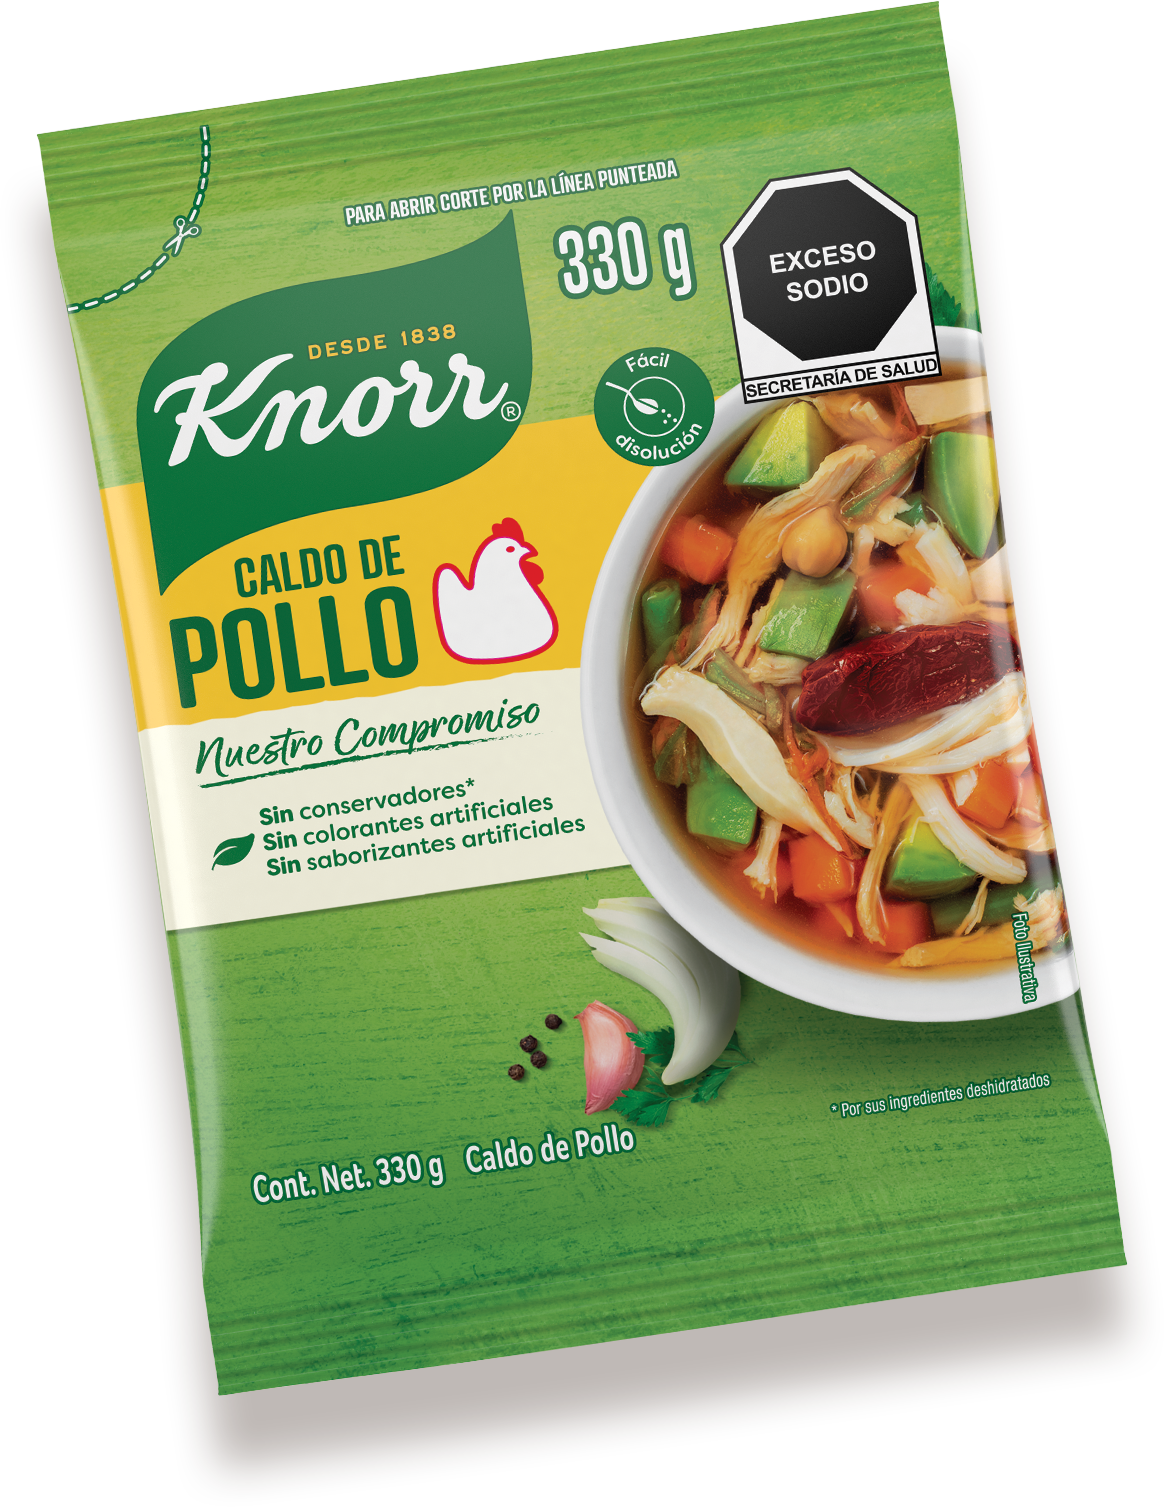 PARA ABRIR CORTE POR LA LÍNEA PUNTEADA
330 g
EXCESO
SODIO
SECRETARÍA DE SALUD
DESDE 1838
Knorr®
Fácil
disolución
CALDO DE
POLLO
Nuestro Compromiso
Sin conservadores*
Sin colorantes artificiales
Sin saborizantes artificiales
Foto Ilustrativa
* Por sus ingredientes deshidratados
Cont. Net. 330 g Caldo de Pollo